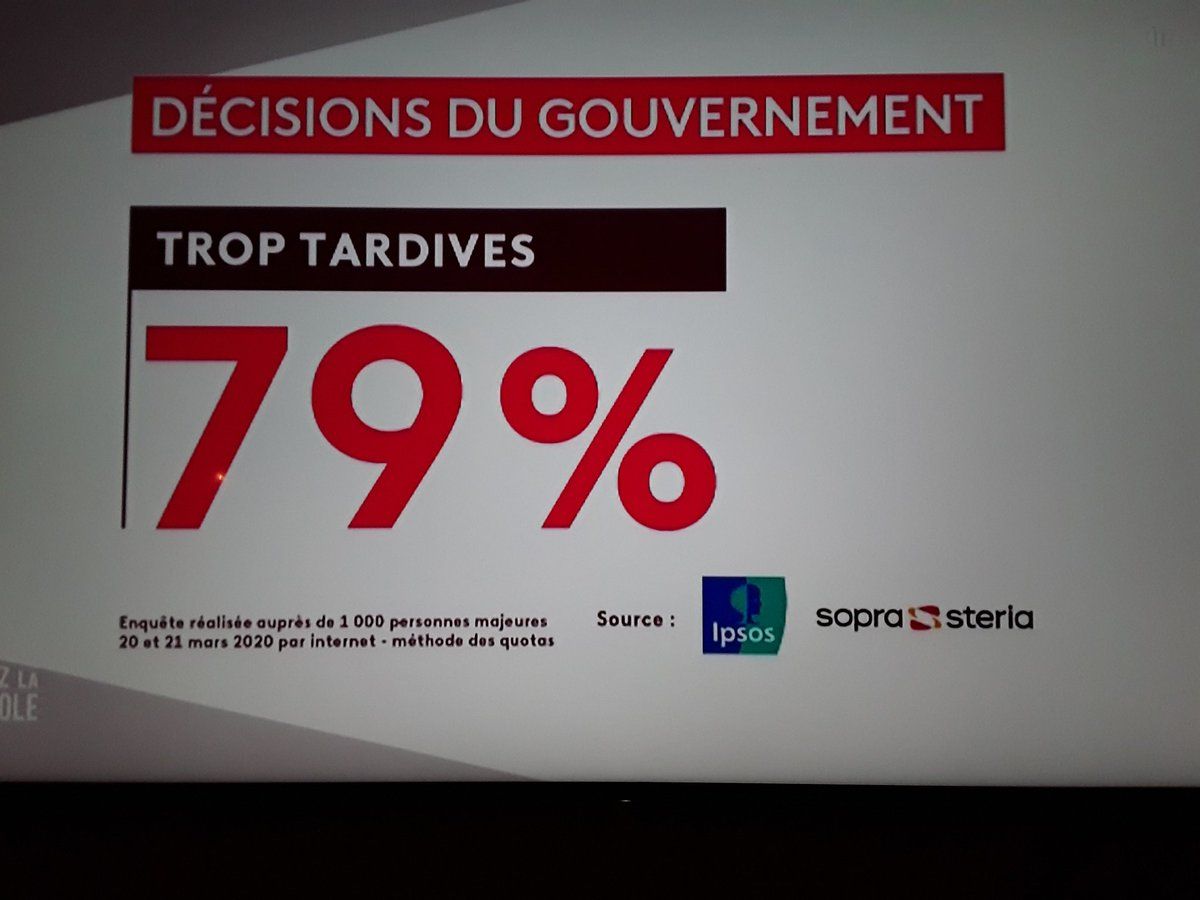 DÉCISIONS DU GOUVERNEMENT
TROP TARDIVES
79%
Enquête réalisée auprès de 1 000 personnes majeures
20 et 21 mars 2020 par internet - méthode des quotas
Source :
Ipsos
sopra steria
Z LA
OLE